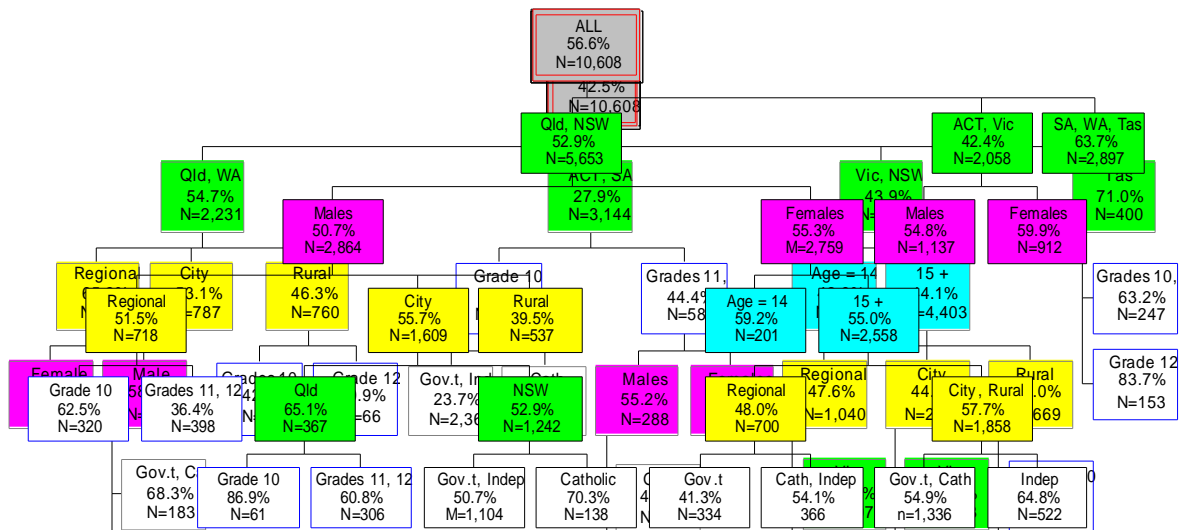 ALL
56.6%
N=10,608
42.5%
N=10,608
Qld, NSW
52.9%
N=5,653
ACT, Vic
42.4%
N=2,058
SA, WA, Tas
63.7%
N=2,897
Qld, WA
54.7%
N=2,231
ACT, SA
27.9%
N=3,144
Vic, NSW
43.9%
Tas
71.0%
N=400
Males
50.7%
N=2,864
Females
55.3%
M=2,759
Males
54.8%
N=1,137
Females
59.9%
N=912
Regional
City
Rural
46.3%
N=760
Grade 10
Grades 11,
44.4%
Age = 14
15 +
Grades 10,
63.2%
N=247
Regional
51.5%
N=718
City
55.7%
N=1,609
Rural
39.5%
N=537
Age = 14
59.2%
N=201
15 +
55.0%
N=2,558
Female
Male
Grade 12
Gov.t, Ind
23.7%
Males
55.2%
N=288
Regional
47.6%
N=1,040
City
Rural
Grade 12
83.7%
N=153
Grade 10
62.5%
N=320
Grades 11, 12
36.4%
N=398
Qld
65.1%
N=367
NSW
52.9%
N=1,242
Regional
48.0%
N=700
City , Rural
57.7%
N=1,858
Gov.t, C
68.3%
N=183
Grade 10
86.9%
N=61
Grades 11, 12
60.8%
N=306
Gov.t, Indep
50.7%
M=1,104
Catholic
70.3%
N=138
Gov.t
41.3%
N=334
Cath, Indep
54.1%
366
Gov.t, Cath
54.9%
n=1,336
Indep
64.8%
N=522